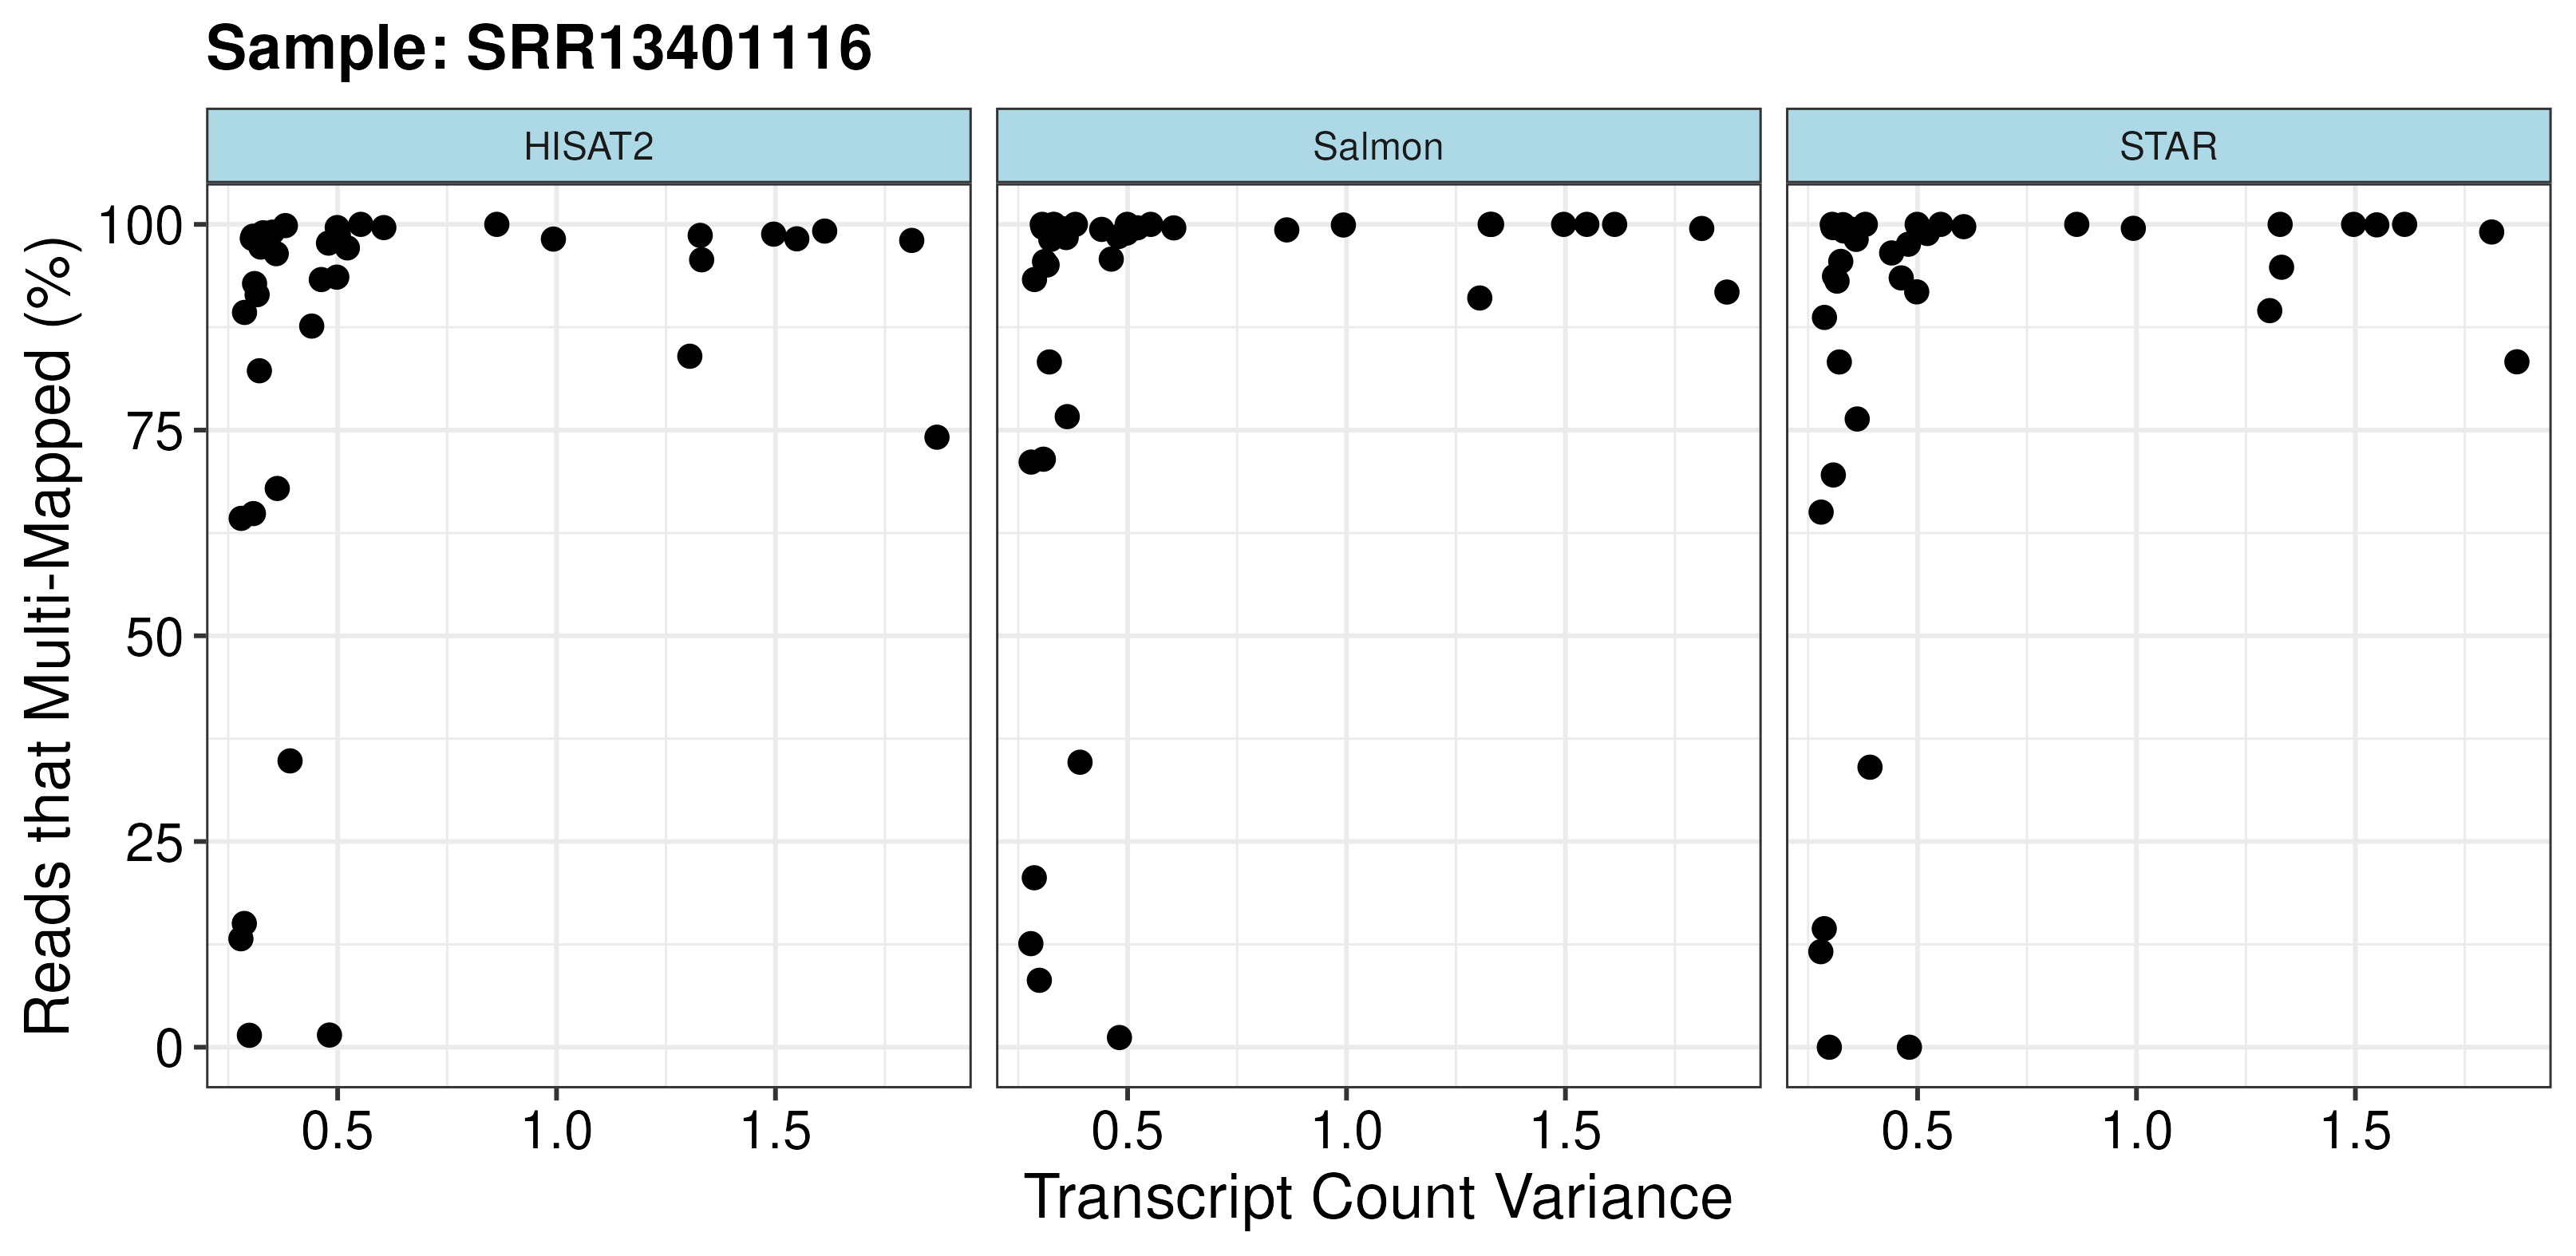 Sample: SRR13401116
HISAT2
Salmon
STAR
Reads that Multi-Mapped (%)
100
75
50
25
0
0.5 1.0 1.5
0.5 1.0 1.5
0.5 1.0 1.5
Transcript Count Variance